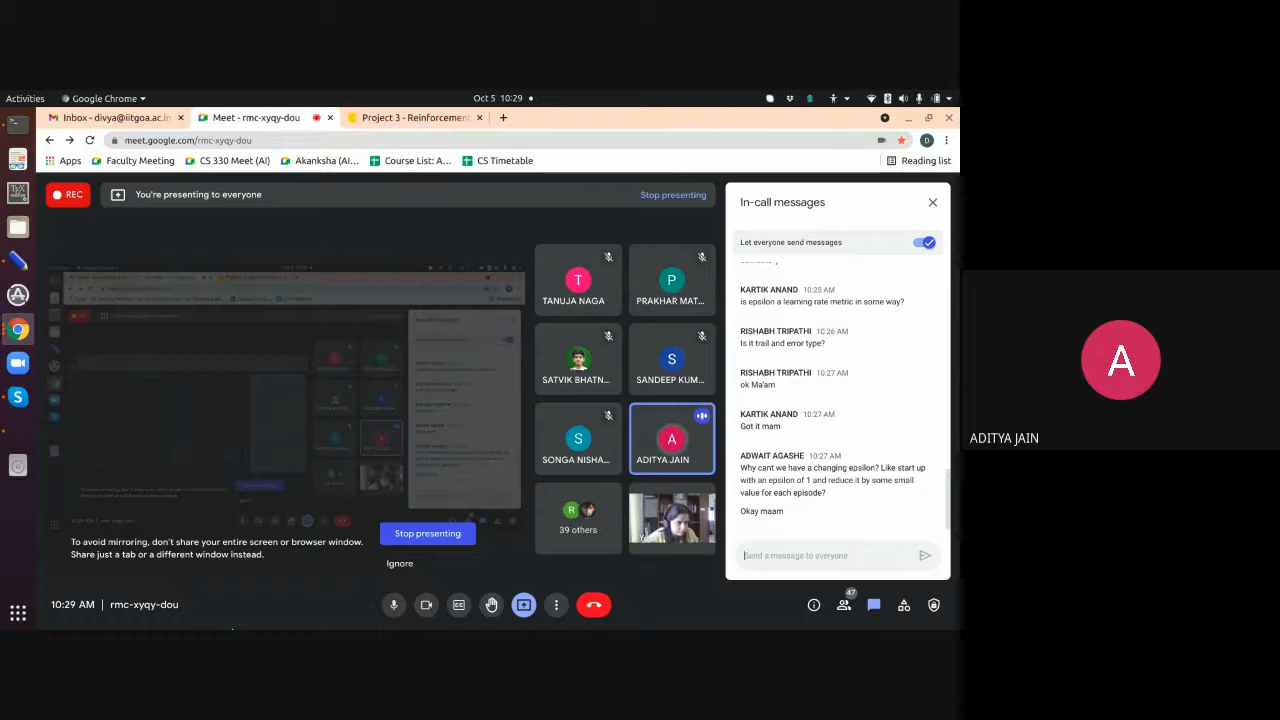 Activities
Google Chrome
Oct 5 10:29
Inbox - divya@iitgoa.ac.in
Meet - rmc-xyqy-dou
Project 3 - Reinforcement
meet.google.com/rmc-xyqy-dou
D
Apps
Faculty Meeting
CS 330 Meet (AI)
Akanksha (AI...
Course List: A...
CS Timetable
Reading list
REC
You're presenting to everyone
Stop presenting
T
TANUJA NAGA
P
PRAKHAR MAT...
SATVIK BHATN...
S
SANDEEP KUM...
S
SONGA NISHA...
A
ADITYA JAIN
R
39 others
To avoid mirroring, don't share your entire screen or browser window.
Share just a tab or a different window instead.
Stop presenting
Ignore
In-call messages
Let everyone send messages
KARTIK ANAND 10:25 AM
is epsilon a learning rate metric in some way?
RISHABH TRIPATHI 10:26 AM
Is it trail and error type?
RISHABH TRIPATHI 10:27 AM
ok Ma'am
KARTIK ANAND 10:27 AM
Got it mam
ADWAIT AGASHE 10:27 AM
Why cant we have a changing epsilon? Like start up
with an epsilon of 1 and reduce it by some small
value for each episode?
Okay maam
Send a message to everyone
10:29 AM | rmc-xyqy-dou
47
A
ADITYA JAIN